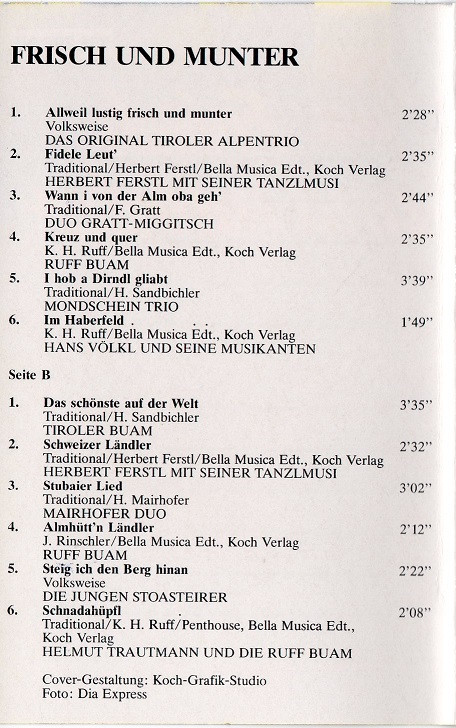 FRISCH UND MUNTER
1. Allweil lustig frisch und munter 2'28''
Volksweise
DAS ORIGINAL TIROLER ALPENTRIO
2. Fidele Leut' 2'35''
Traditional/Herbert Ferstl/Bella Musica Edt., Koch Verlag
HERBERT FERSTL MIT SEINER TANZLMUSI
3. Wann i von der Alm oba geh' 2'44''
Traditional/F. Gratt
DUO GRATT-MIGGITSCH
4. Kreuz und quer 2'35''
K. H. Ruff/Bella Musica Edt., Koch Verlag
RUFF BUAM
5. I hob a Dirndl gliabt 3'39''
Traditional/H. Sandbichler
MONDSCHEIN TRIO
6. Im Haberfeld 1'49''
K. H. Ruff/Bella Musica Edt., Koch Verlag
HANS VÖLKL UND SEINE MUSIKANTEN
Seite B
1. Das schönste auf der Welt 3'35''
Traditional/H. Sandbichler
TIROLER BUAM
2. Schweizer Ländler 2'32''
Traditional/Herbert Ferstl/Bella Musica Edt., Koch Verlag
HERBERT FERSTL MIT SEINER TANZLMUSI
3. Stubaier Lied 3'02''
Traditional/H. Mairhofer
MAIRHOFER DUO
4. Almhütt'n Ländler 2'12''
J. Rinschler/Bella Musica Edt., Koch Verlag
RUFF BUAM
5. Steig ich den Berg hinan 2'22''
Volksweise
DIE JUNGEN STOASTEIRER
6. Schnadahüpfl 2'08''
Traditional/K. H. Ruff/Penthouse, Bella Musica Edt.,
Koch Verlag
HELMUT TRAUTMANN UND DIE RUFF BUAM
Cover-Gestaltung: Koch-Grafik-Studio
Foto: Dia Express